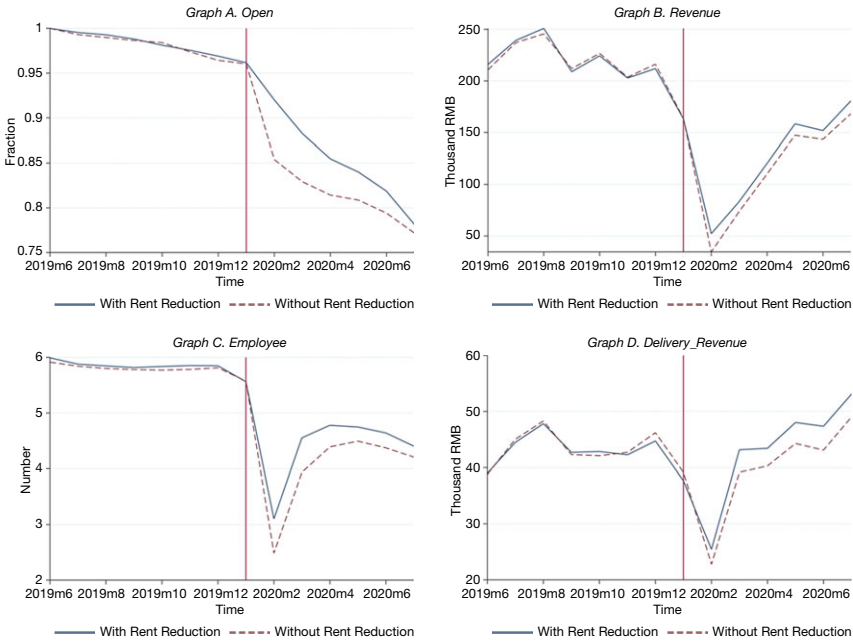 Graph A. Open
1
0.95
0.9
0.85
0.8
0.75
Fraction
2019m6 2019m8 2019m10 2019m12 2020m2 2020m4 2020m6
Time
With Rent Reduction Without Rent Reduction
Graph B. Revenue
250
200
150
100
50
Thousand RMB
2019m6 2019m8 2019m10 2019m12 2020m2 2020m4 2020m6
Time
With Rent Reduction Without Rent Reduction
Graph C. Employee
6
5
4
3
2
Number
2019m6 2019m8 2019m10 2019m12 2020m2 2020m4 2020m6
Time
With Rent Reduction Without Rent Reduction
Graph D. Delivery_Revenue
60
50
40
30
20
Thousand RMB
2019m6 2019m8 2019m10 2019m12 2020m2 2020m4 2020m6
Time
With Rent Reduction Without Rent Reduction